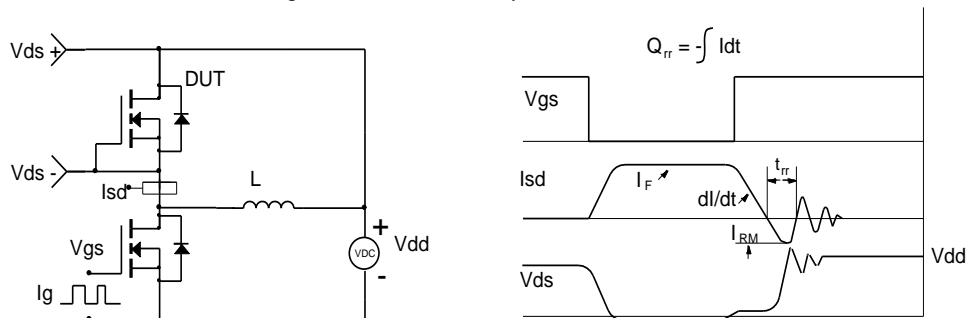 Vds +
DUT
Vds -
Isd
L
Vgs
Ig
+
VDC
-
Vdd
Qrr = -∫ Idt
Vgs
Isd
IF
dI/dt
trr
IRM
Vdd
Vds